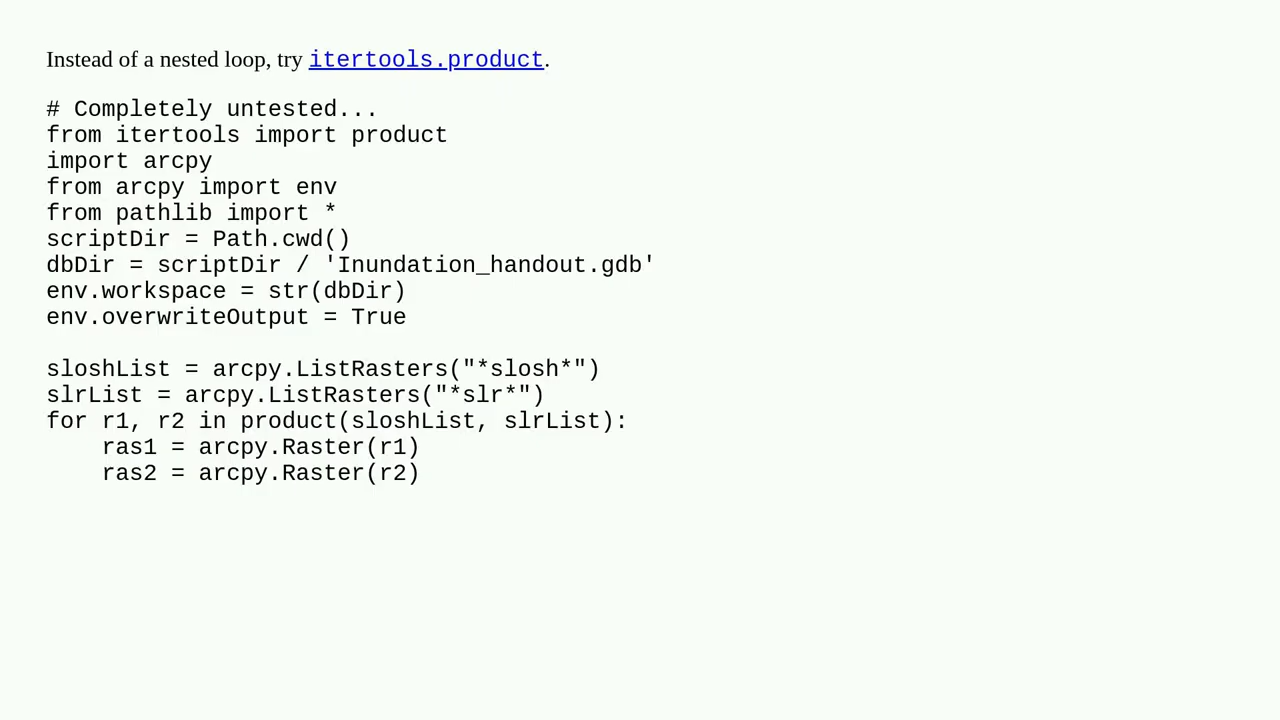 Instead of a nested loop, try itertools.product.
# Completely untested...
from itertools import product
import arcpy
from arcpy import env
from pathlib import *
scriptDir = Path.cwd()
dbDir = scriptDir / 'Inundation_handout.gdb'
env.workspace = str(dbDir)
env.overwriteOutput = True

sloshList = arcpy.ListRasters("*slosh*")
slrList = arcpy.ListRasters("*slr*")
for r1, r2 in product(sloshList, slrList):
    ras1 = arcpy.Raster(r1)
    ras2 = arcpy.Raster(r2)